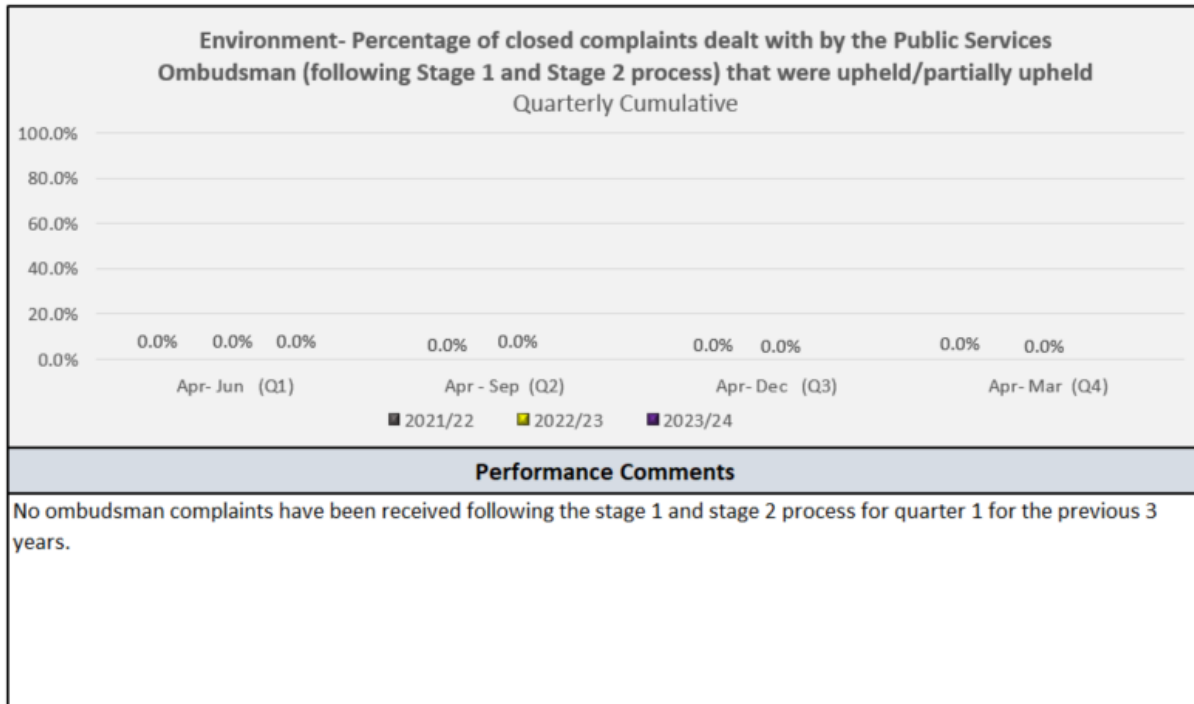 Environment- Percentage of closed complaints dealt with by the Public Services
Ombudsman (following Stage 1 and Stage 2 process) that were upheld/partially upheld
Quarterly Cumulative
100.0%
80.0%
60.0%
40.0%
20.0%
0.0%
0.0% 0.0% 0.0% 0.0% 0.0% 0.0% 0.0% 0.0% 0.0%
Apr- Jun (Q1) Apr - Sep (Q2) Apr- Dec (Q3) Apr- Mar (Q4)
2021/22 2022/23 2023/24
Performance Comments
No ombudsman complaints have been received following the stage 1 and stage 2 process for quarter 1 for the previous 3
years.